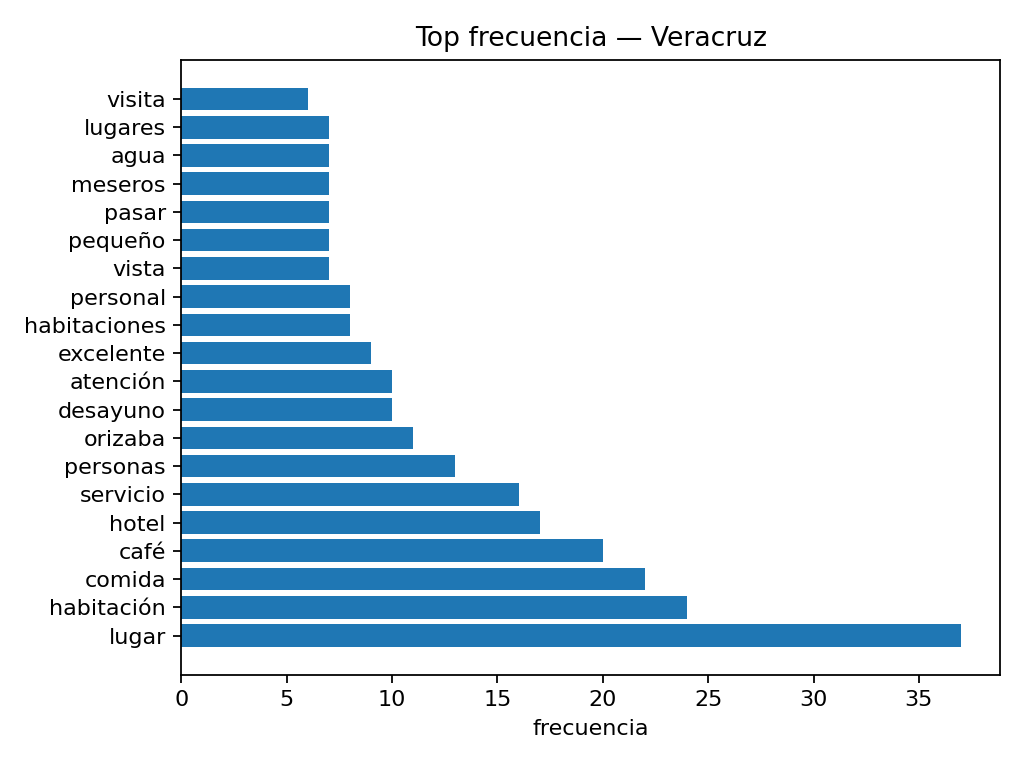 Top frecuencia — Veracruz
visita
lugares
agua
meseros
pasar
pequeño
vista
personal
habitaciones
excelente
atención
desayuno
orizaba
personas
servicio
hotel
café
comida
habitación
lugar
0 5 10 15 20 25 30 35
frecuencia